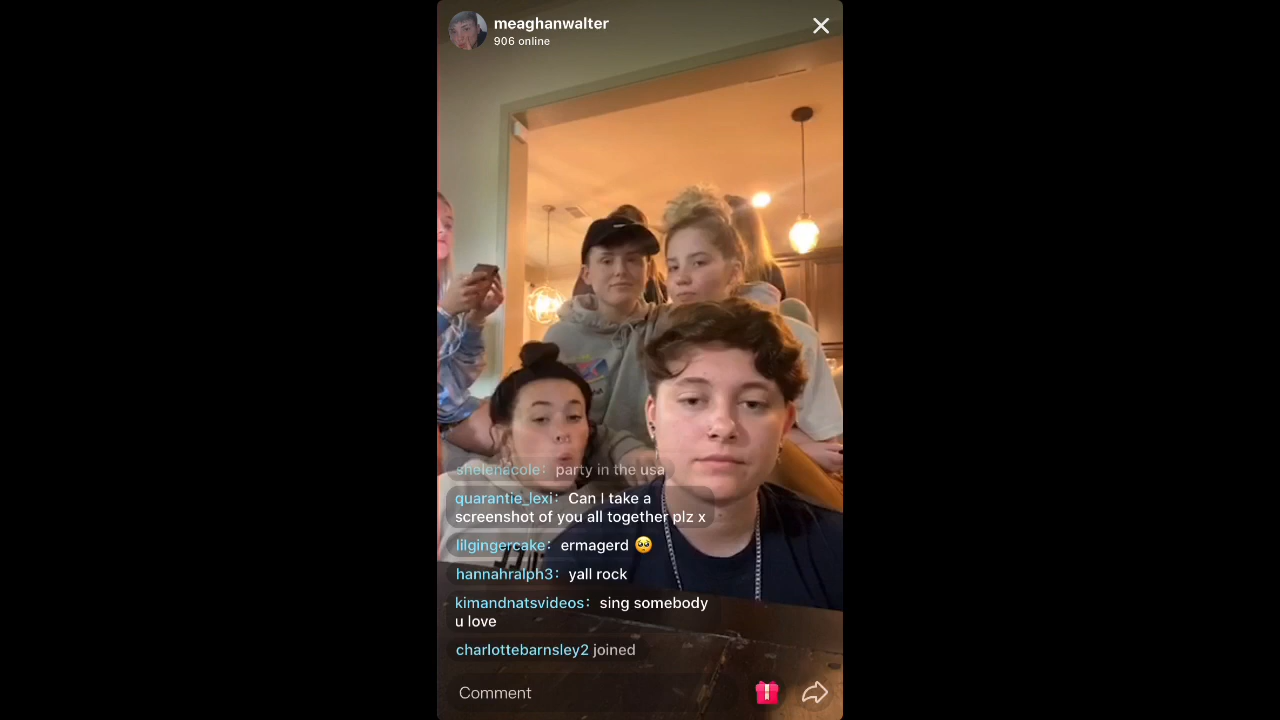 meaghanwalter
906 online
shelenacole: party in the usa
quarantie_lexi: Can I take a
screenshot of you all together plz x
lilgingercake: ermagerd 🥺
hannahralph3: yall rock
kimandnatsvideos: sing somebody
u love
charlottebarnsley2 joined
Comment